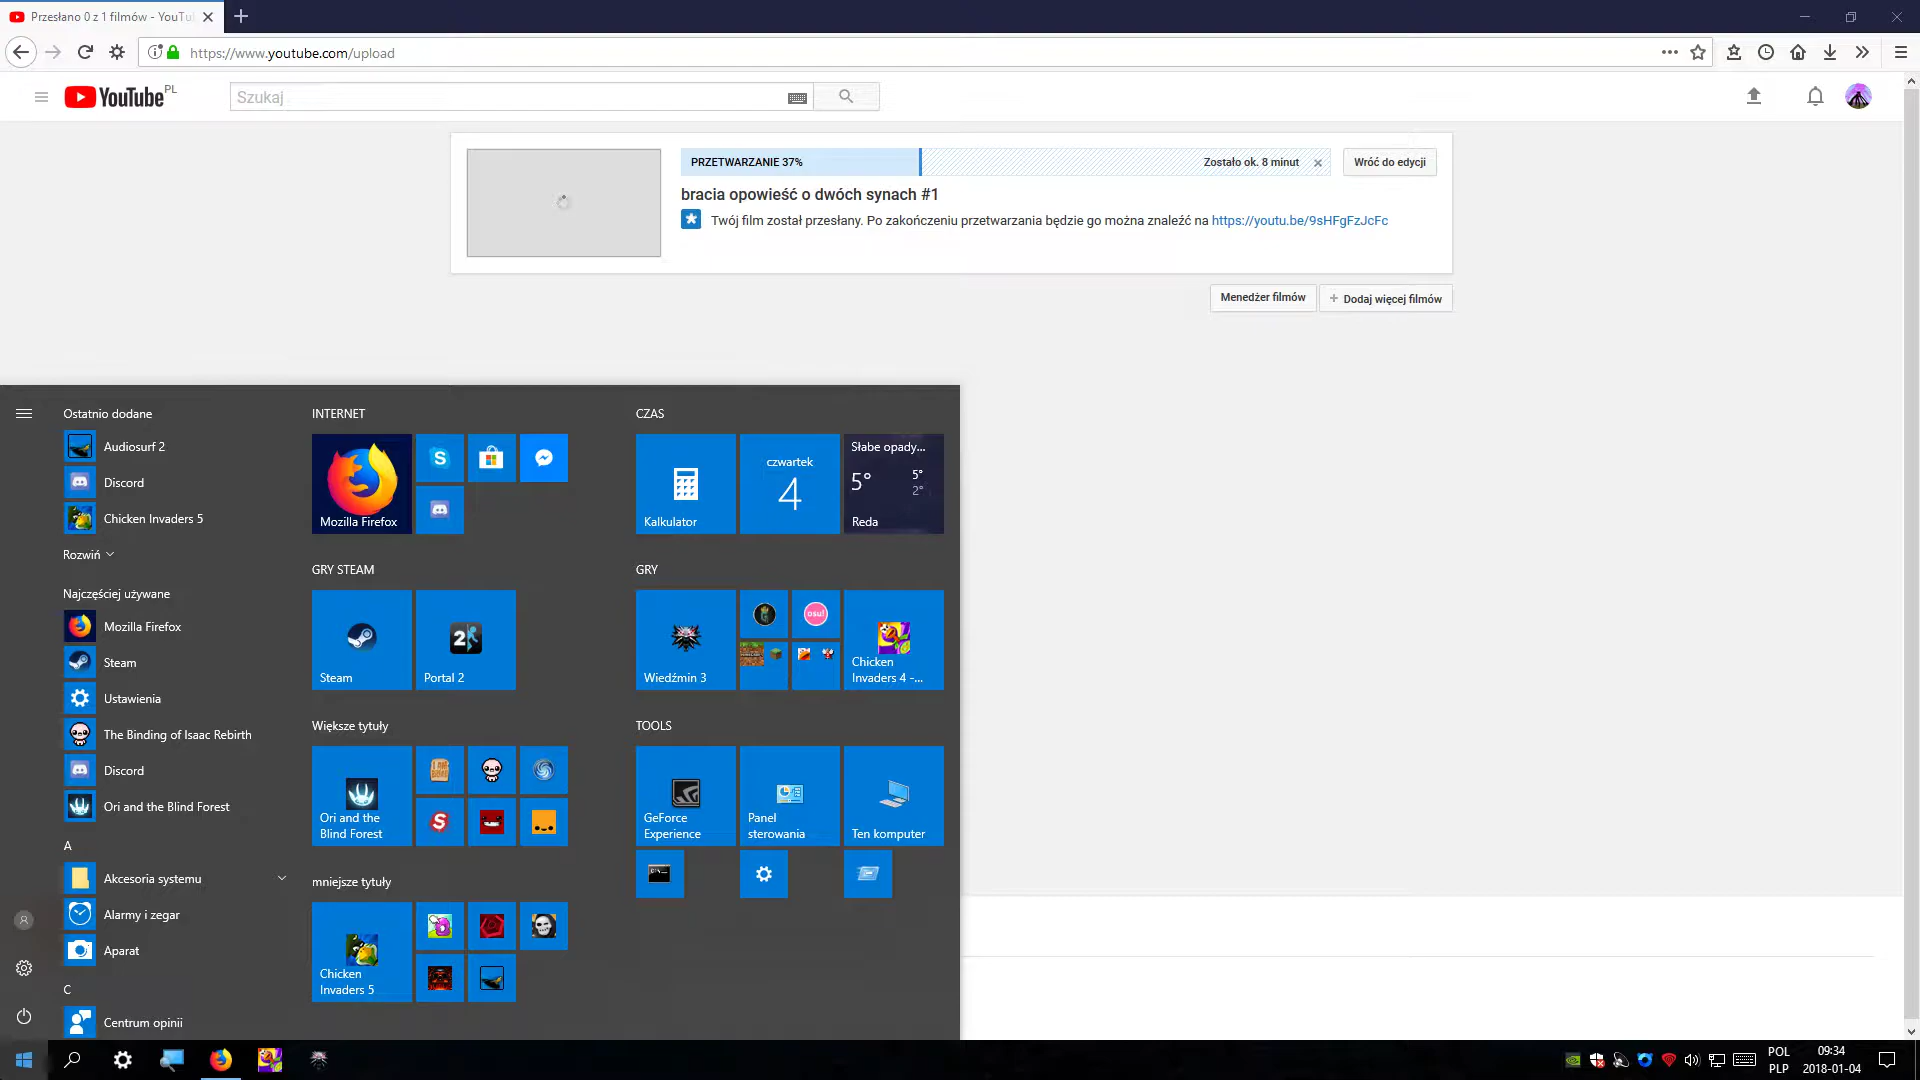 Przesłano 0 z 1 filmów - YouTu
https://www.youtube.com/upload
YouTube PL
Szukaj
PRZETWARZANIE 37%
Zostało ok. 8 minut
Wróć do edycji
bracia opowieść o dwóch synach #1
Twój film został przesłany. Po zakończeniu przetwarzania będzie go można znaleźć na https://youtu.be/9sHFgFzJcFc
Menedżer filmów
+ Dodaj więcej filmów
Ostatnio dodane
Audiosurf 2
Discord
Chicken Invaders 5
Rozwiń
Najczęściej używane
Mozilla Firefox
Steam
Ustawienia
The Binding of Isaac Rebirth
Discord
Ori and the Blind Forest
A
Akcesoria systemu
Alarmy i zegar
Aparat
C
Centrum opinii
INTERNET
Mozilla Firefox
GRY STEAM
Steam
Portal 2
Większe tytuły
Ori and the
Blind Forest
mniejsze tytuły
Chicken
Invaders 5
CZAS
Kalkulator
czwartek
4
Słabe opady...
5°
5°
2°
Reda
GRY
Wiedźmin 3
osu!
Chicken
Invaders 4 -...
TOOLS
GeForce
Experience
Panel
sterowania
Ten komputer
POL
PLP
09:34
2018-01-04